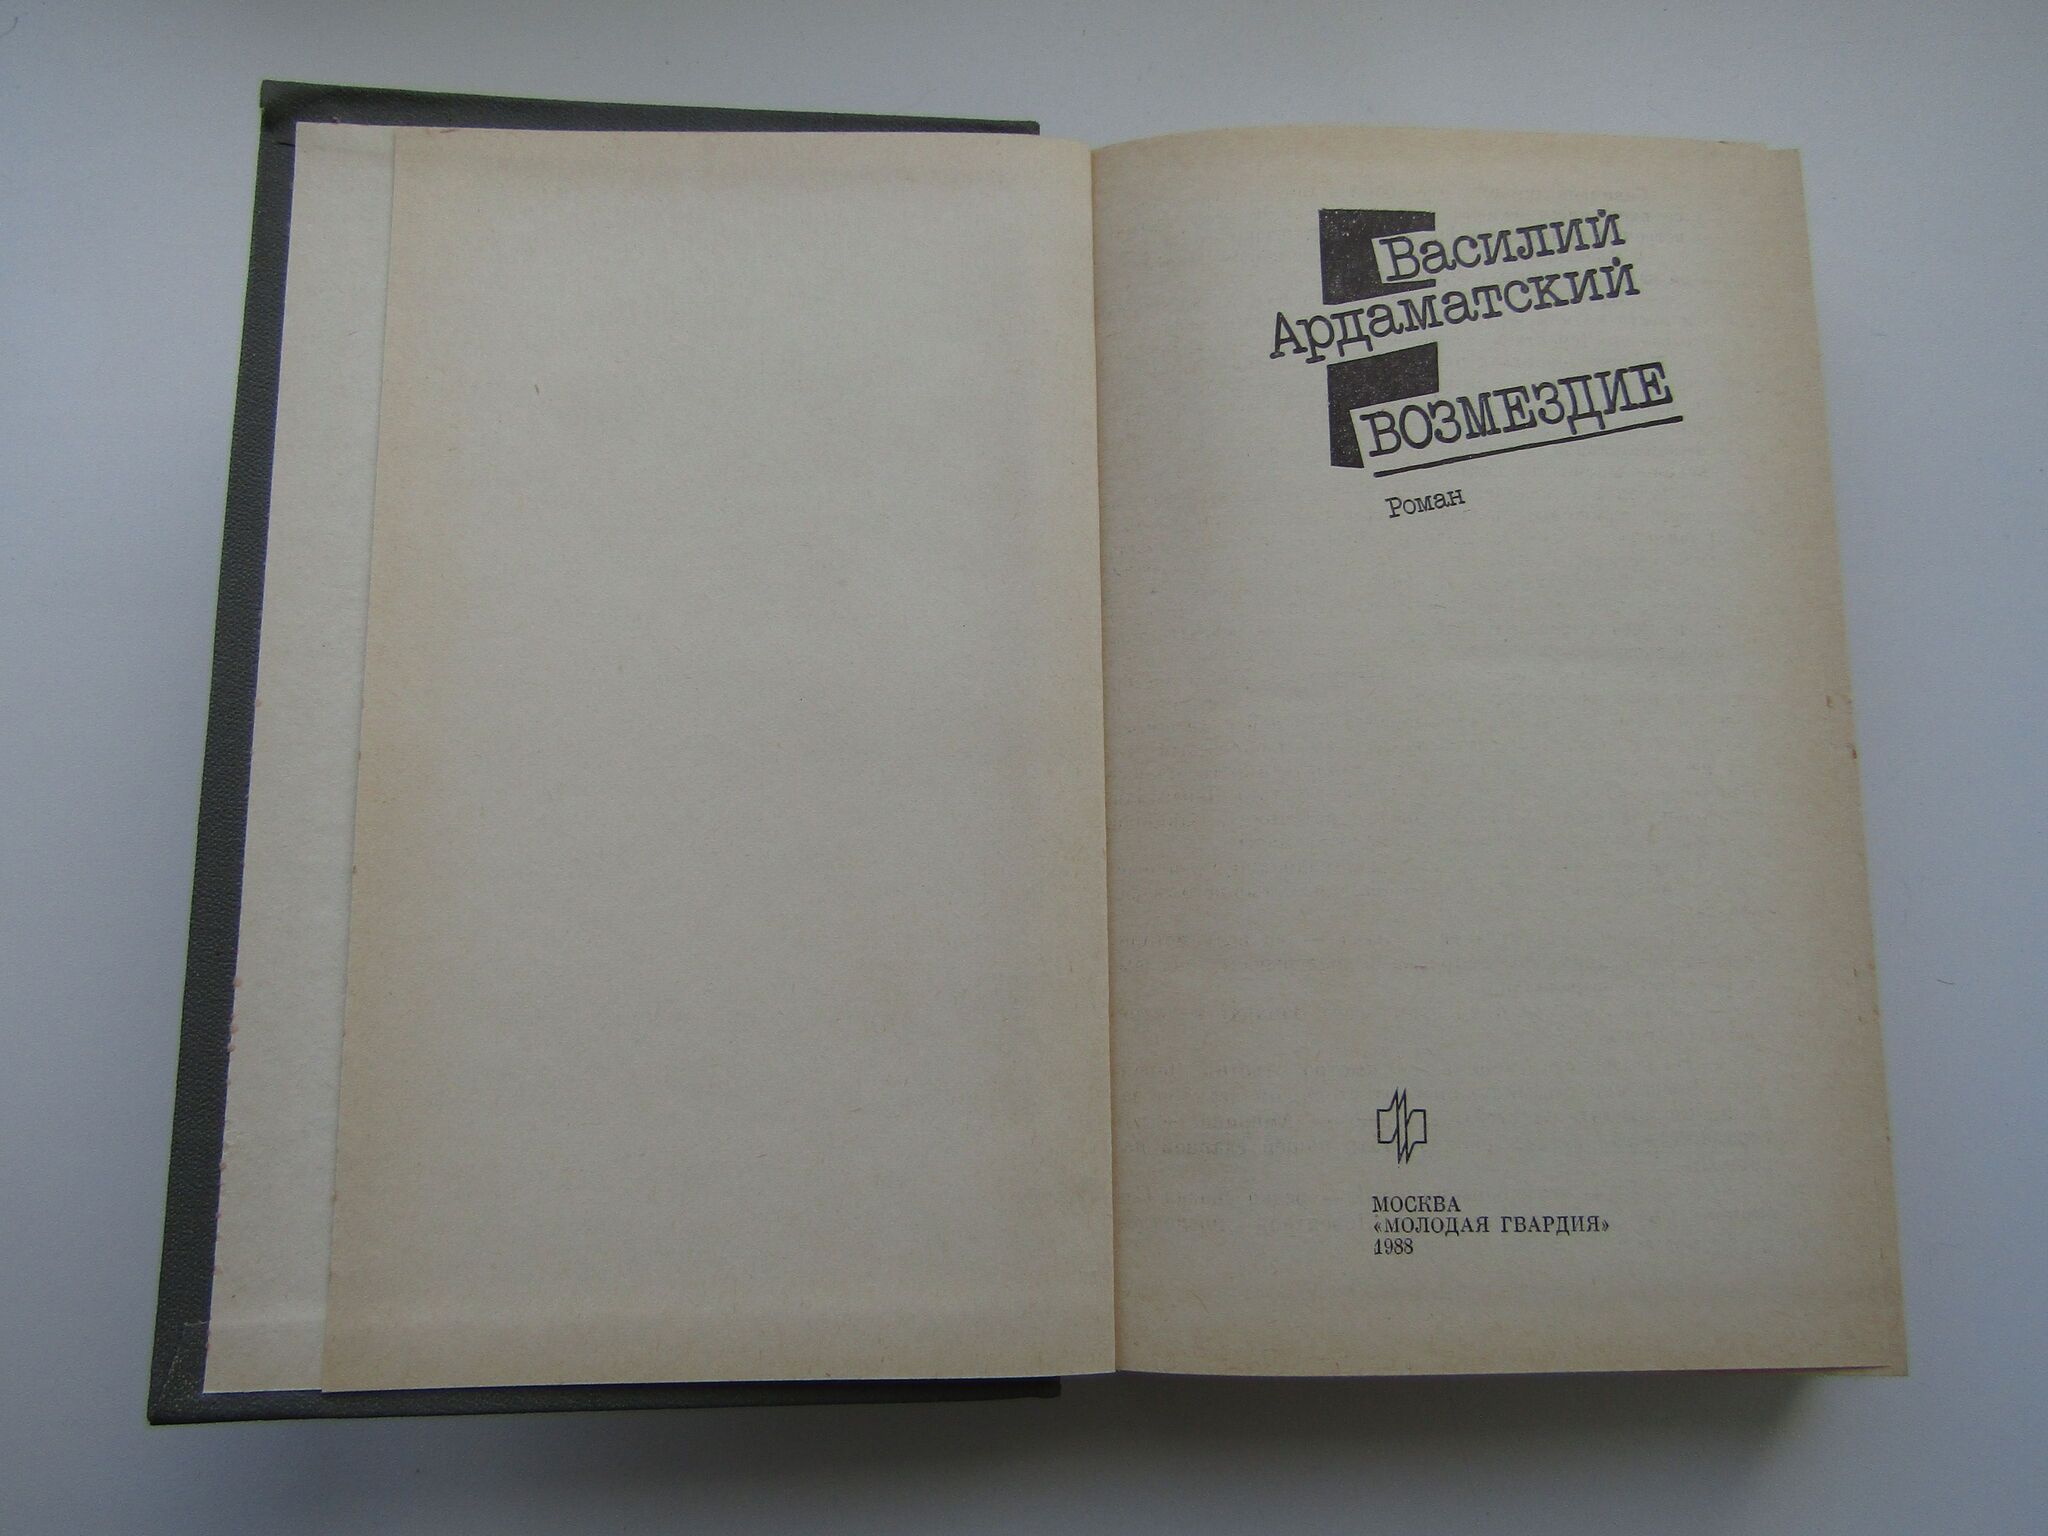 Василий
Ардаматский
ВОЗМЕЗДИЕ
Роман
МОСКВА
«МОЛОДАЯ ГВАРДИЯ»
1988